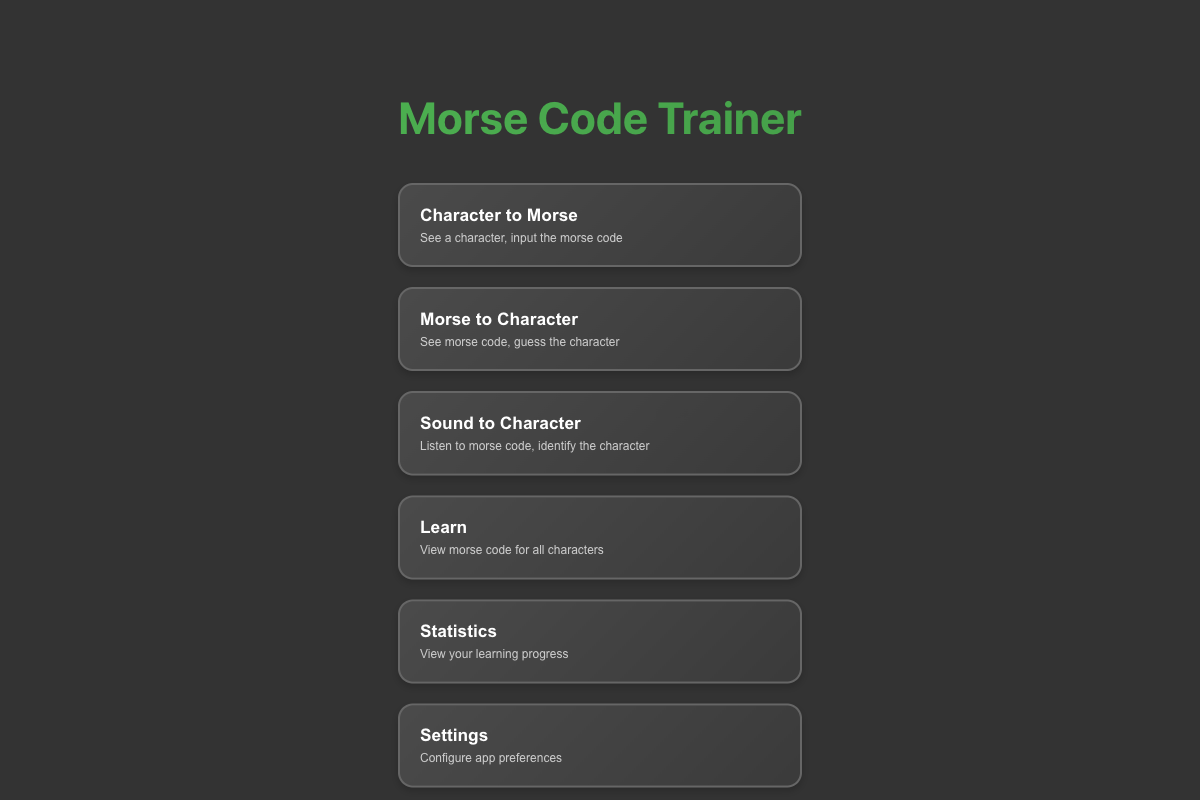 Morse Code Trainer
Character to Morse
See a character, input the morse code
Morse to Character
See morse code, guess the character
Sound to Character
Listen to morse code, identify the character
Learn
View morse code for all characters
Statistics
View your learning progress
Settings
Configure app preferences